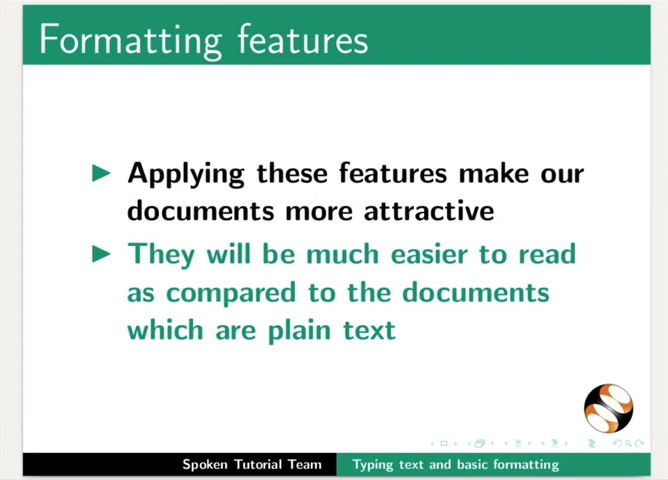 Formatting features
Applying these features make our
documents more attractive
They will be much easier to read
as compared to the documents
which are plain text
Spoken Tutorial Team
Typing text and basic formatting